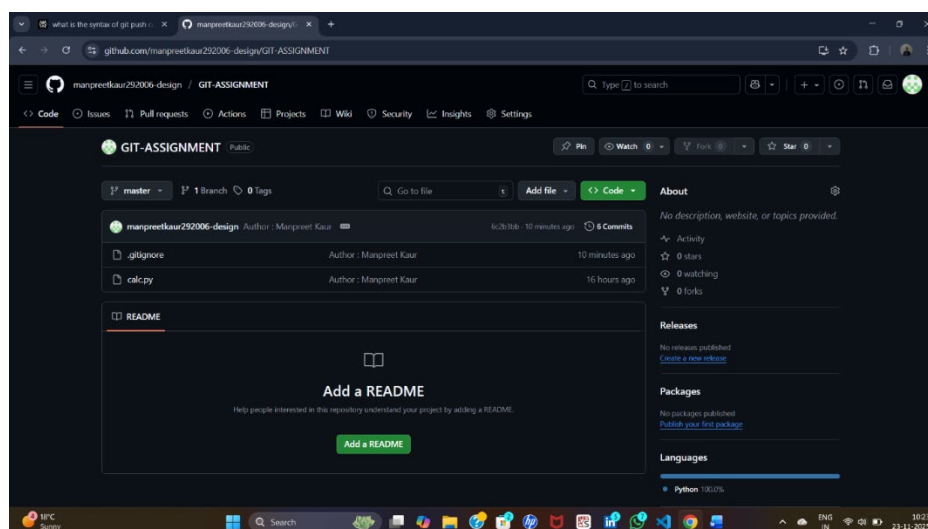 what is the syntax of git push c
manpreetkaur292006-design/G
github.com/manpreetkaur292006-design/GIT-ASSIGNMENT
manpreetkaur292006-design / GIT-ASSIGNMENT
Type / to search
<> Code
Issues
Pull requests
Actions
Projects
Wiki
Security
Insights
Settings
GIT-ASSIGNMENT Public
Pin
Watch 0
Fork 0
Star 0
master
1 Branch
0 Tags
Go to file
t
Add file
<> Code
manpreetkaur292006-design Author : Manpreet Kaur
6c2b3bb · 10 minutes ago
6 Commits
.gitignore Author : Manpreet Kaur 10 minutes ago
calc.py Author : Manpreet Kaur 16 hours ago
README
Add a README
Help people interested in this repository understand your project by adding a README.
Add a README
About
No description, website, or topics provided.
Activity
0 stars
0 watching
0 forks
Releases
No releases published
Create a new release
Packages
No packages published
Publish your first package
Languages
Python 100.0%
18°C
Sunny
Search
ENG
IN
10:23